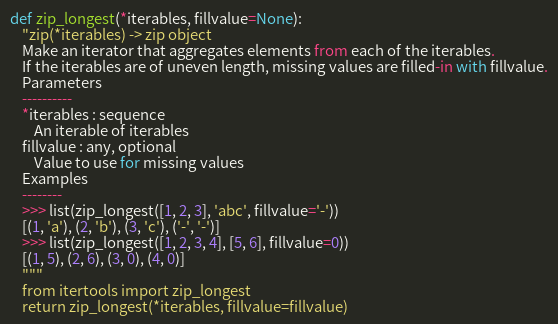 def zip_longest(*iterables, fillvalue=None):
"zip(*iterables) -> zip object
Make an iterator that aggregates elements from each of the iterables.
If the iterables are of uneven length, missing values are filled-in with fillvalue.
Parameters
----------
*iterables : sequence
An iterable of iterables
fillvalue : any, optional
Value to use for missing values
Examples
--------
>>> list(zip_longest([1, 2, 3], 'abc', fillvalue='-'))
[(1, 'a'), (2, 'b'), (3, 'c'), ('-', '-')]
>>> list(zip_longest([1, 2, 3, 4], [5, 6], fillvalue=0))
[(1, 5), (2, 6), (3, 0), (4, 0)]
"""
from itertools import zip_longest
return zip_longest(*iterables, fillvalue=fillvalue)